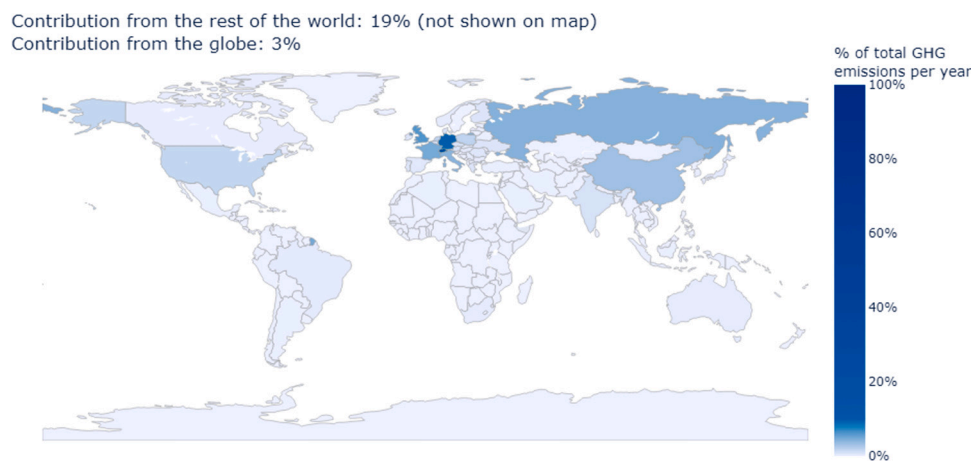 Contribution from the rest of the world: 19% (not shown on map)
Contribution from the globe: 3%
% of total GHG
emissions per year
100%
80%
60%
40%
20%
0%